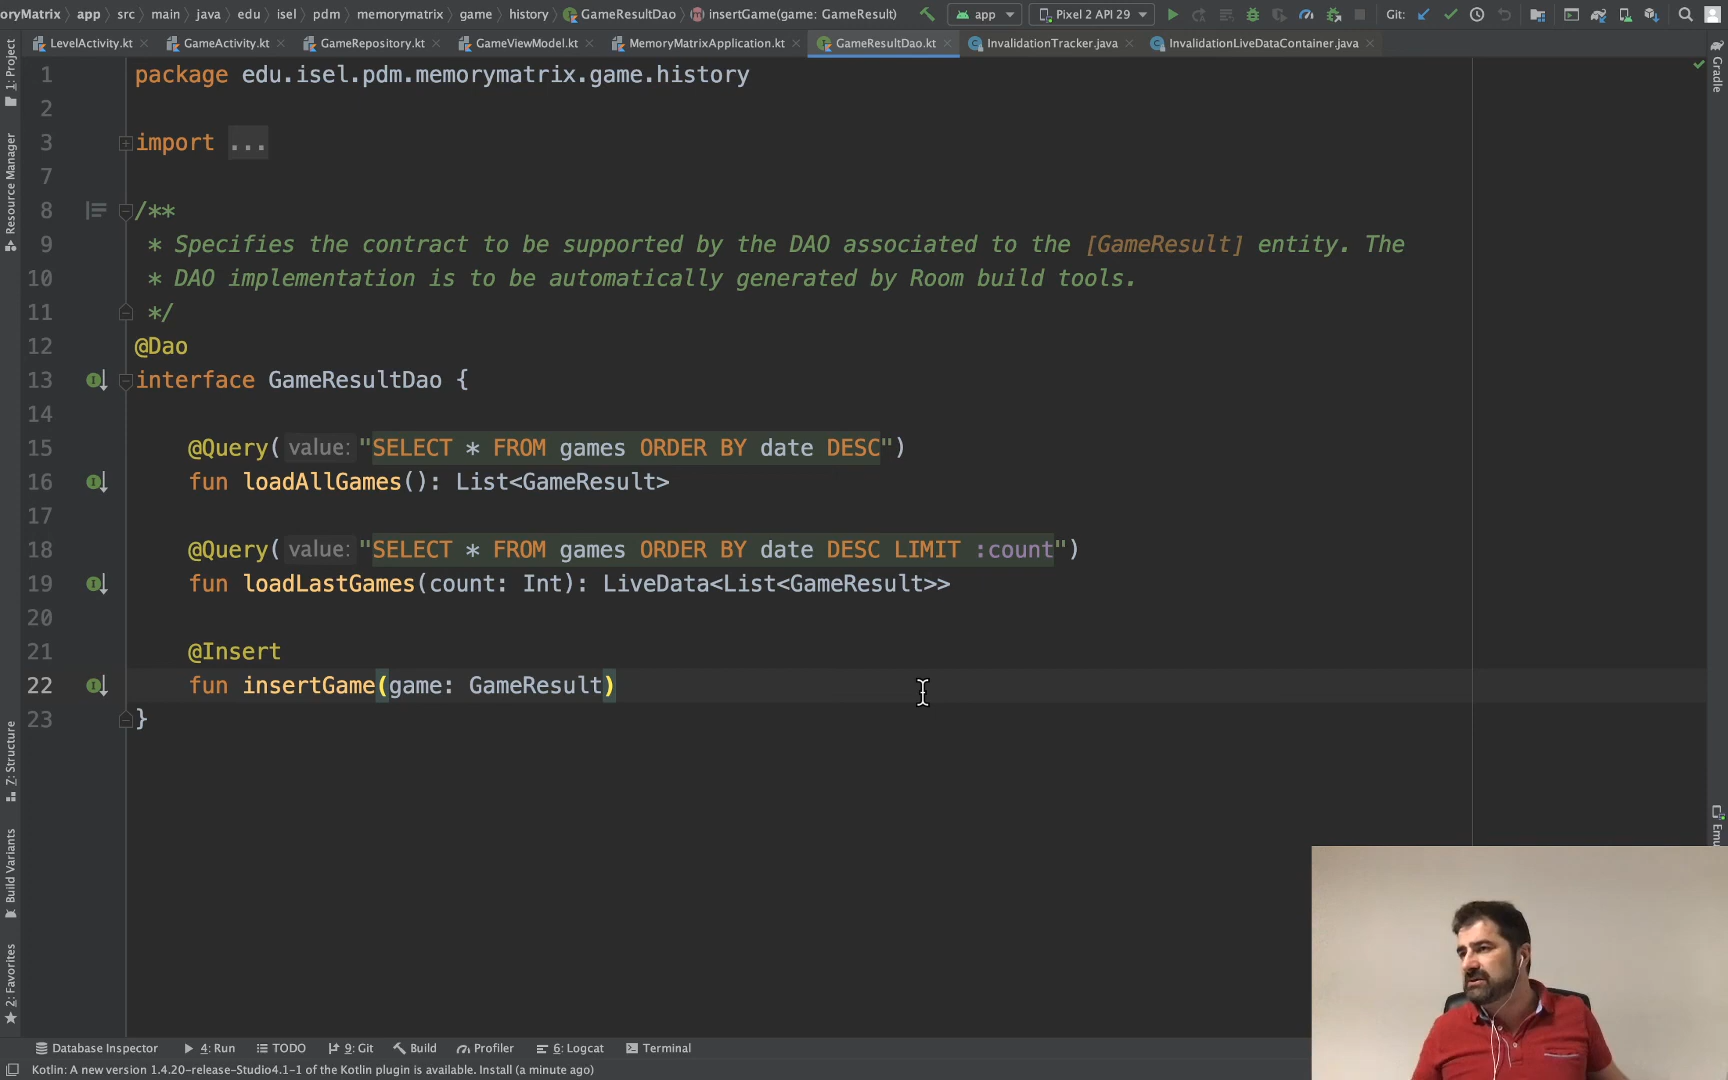 oryMatrix > app > src > main > java > edu > isel > pdm > memorymatrix > game > history > GameResultDao > insertGame(game: GameResult) app Pixel 2 API 29 Git:
LevelActivity.kt GameActivity.kt GameRepository.kt GameViewModel.kt MemoryMatrixApplication.kt GameResultDao.kt InvalidationTracker.java InvalidationLiveDataContainer.java
1: Project
Resource Manager
Z: Structure
Build Variants
2: Favorites
Gradle
Emu
1 package edu.isel.pdm.memorymatrix.game.history
2
3 import ...
7
8 /**
9 * Specifies the contract to be supported by the DAO associated to the [GameResult] entity. The
10 * DAO implementation is to be automatically generated by Room build tools.
11 */
12 @Dao
13 interface GameResultDao {
14
15 @Query( value: "SELECT * FROM games ORDER BY date DESC")
16 fun loadAllGames(): List<GameResult>
17
18 @Query( value: "SELECT * FROM games ORDER BY date DESC LIMIT :count")
19 fun loadLastGames(count: Int): LiveData<List<GameResult>>
20
21 @Insert
22 fun insertGame(game: GameResult)
23 }
Database Inspector 4: Run TODO 9: Git Build Profiler 6: Logcat Terminal
Kotlin: A new version 1.4.20-release-Studio4.1-1 of the Kotlin plugin is available. Install (a minute ago)